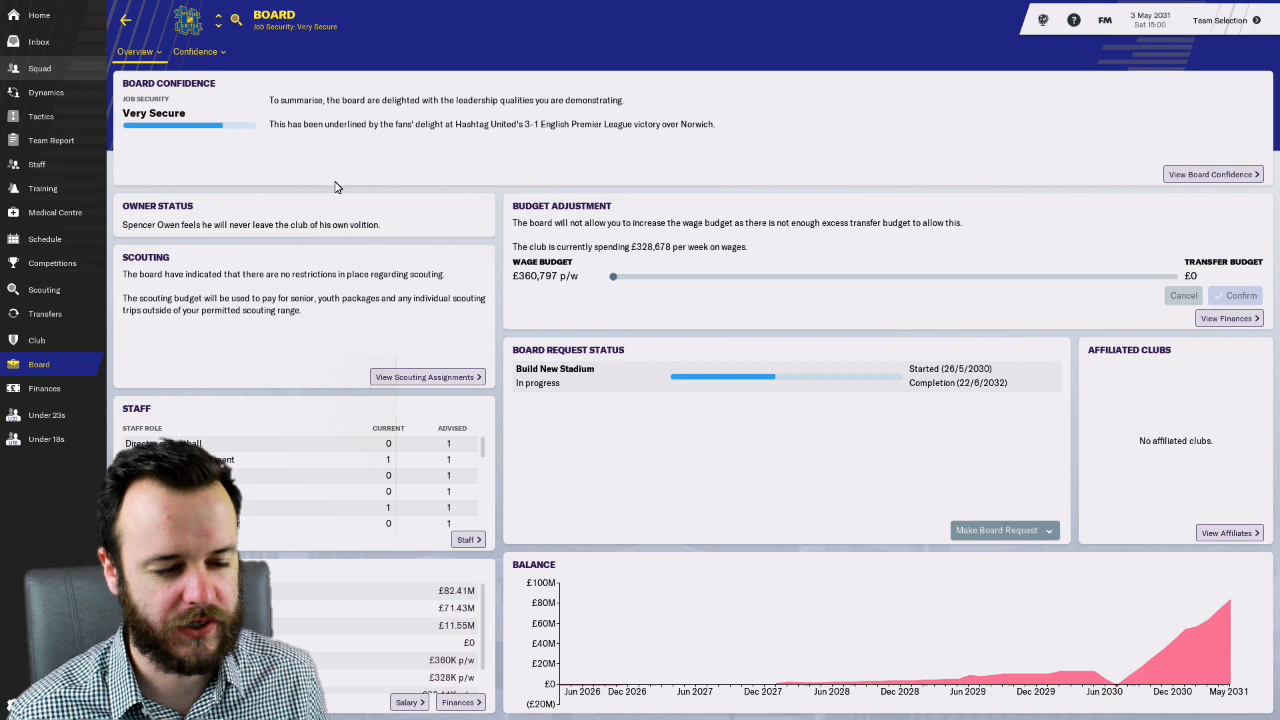 Home
Inbox
Squad
Dynamics
Tactics
Team Report
Staff
Training
Medical Centre
Schedule
Competitions
Scouting
Transfers
Club
Board
Finances
Under 23s
Under 18s
BOARD
Job Security: Very Secure
FM
3 May 2031
Sat 15:00
Team Selection
Overview
Confidence
BOARD CONFIDENCE
JOB SECURITY
Very Secure
To summarise, the board are delighted with the leadership qualities you are demonstrating.
This has been underlined by the fans' delight at Hashtag United's 3-1 English Premier League victory over Norwich.
View Board Confidence >
OWNER STATUS
Spencer Owen feels he will never leave the club of his own volition.
SCOUTING
The board have indicated that there are no restrictions in place regarding scouting.
The scouting budget will be used to pay for senior, youth packages and any individual scouting
trips outside of your permitted scouting range.
View Scouting Assignments >
STAFF
STAFF ROLE CURRENT ADVISED
0 1
1 1
0 1
0 1
1 1
0 1
Staff >
£82.41M
£71.43M
£11.55M
£0
£360K p/w
£328K p/w
Salary >
Finances >
BUDGET ADJUSTMENT
The board will not allow you to increase the wage budget as there is not enough excess transfer budget to allow this.
The club is currently spending £328,678 per week on wages.
WAGE BUDGET TRANSFER BUDGET
£360,797 p/w £0
Cancel Confirm
View Finances >
BOARD REQUEST STATUS
Build New Stadium Started (26/5/2030)
In progress Completion (22/6/2032)
Make Board Request
AFFILIATED CLUBS
No affiliated clubs.
View Affiliates >
BALANCE
£100M
£80M
£60M
£40M
£20M
£0
(£20M)
Jun 2026 Dec 2026 Jun 2027 Dec 2027 Jun 2028 Dec 2028 Jun 2029 Dec 2029 Jun 2030 Dec 2030 May 2031